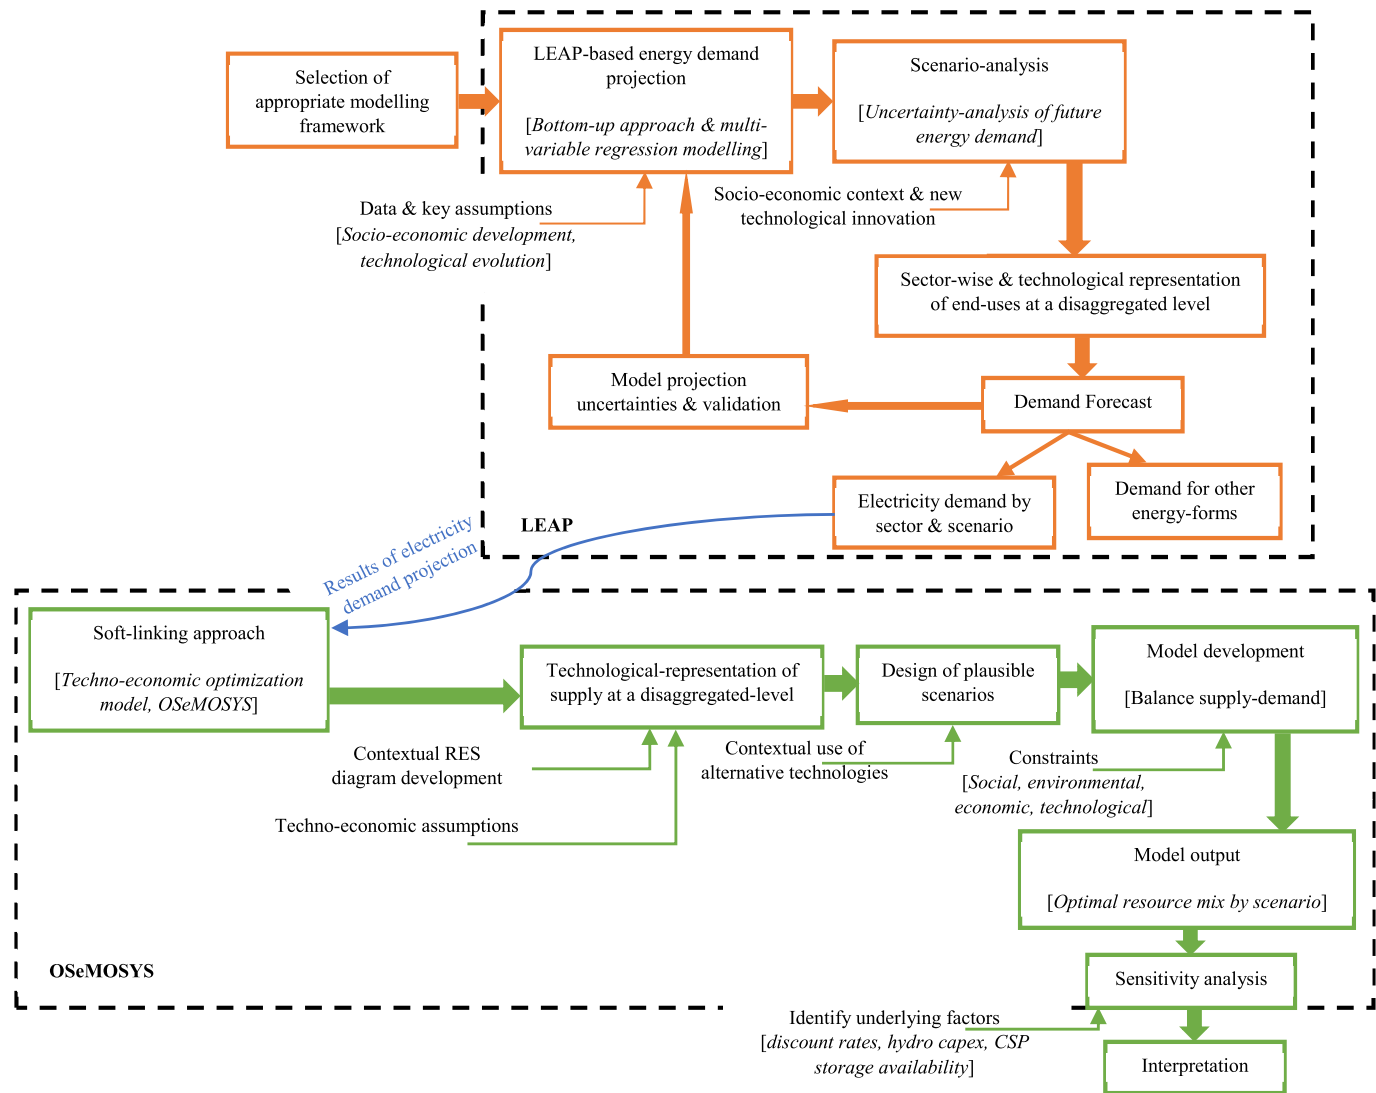 Selection of
appropriate modelling
framework
LEAP-based energy demand
projection
[Bottom-up approach & multi-
variable regression modelling]
Scenario-analysis
[Uncertainty-analysis of future
energy demand]
Data & key assumptions
[Socio-economic development,
technological evolution]
Socio-economic context & new
technological innovation
Sector-wise & technological representation
of end-uses at a disaggregated level
Model projection
uncertainties & validation
Demand Forecast
Electricity demand by
sector & scenario
Demand for other
energy-forms
LEAP
Results of electricity
demand projection
Soft-linking approach
[Techno-economic optimization
model, OSeMOSYS]
Technological-representation of
supply at a disaggregated-level
Design of plausible
scenarios
Model development
[Balance supply-demand]
Contextual RES
diagram development
Contextual use of
alternative technologies
Constraints
[Social, environmental,
economic, technological]
Techno-economic assumptions
Model output
[Optimal resource mix by scenario]
OSeMOSYS
Sensitivity analysis
Identify underlying factors
[discount rates, hydro capex, CSP
storage availability]
Interpretation